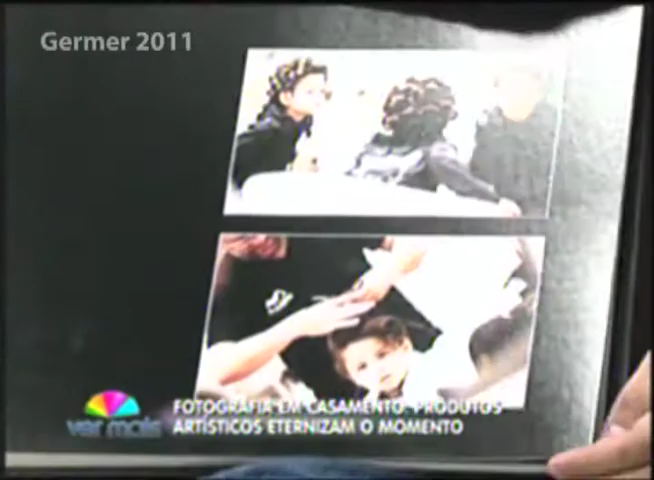 Germer 2011
FOTOGRAFIA EM CASAMENTO: PRODUTOS
ver mais ARTÍSTICOS ETERNIZAM O MOMENTO